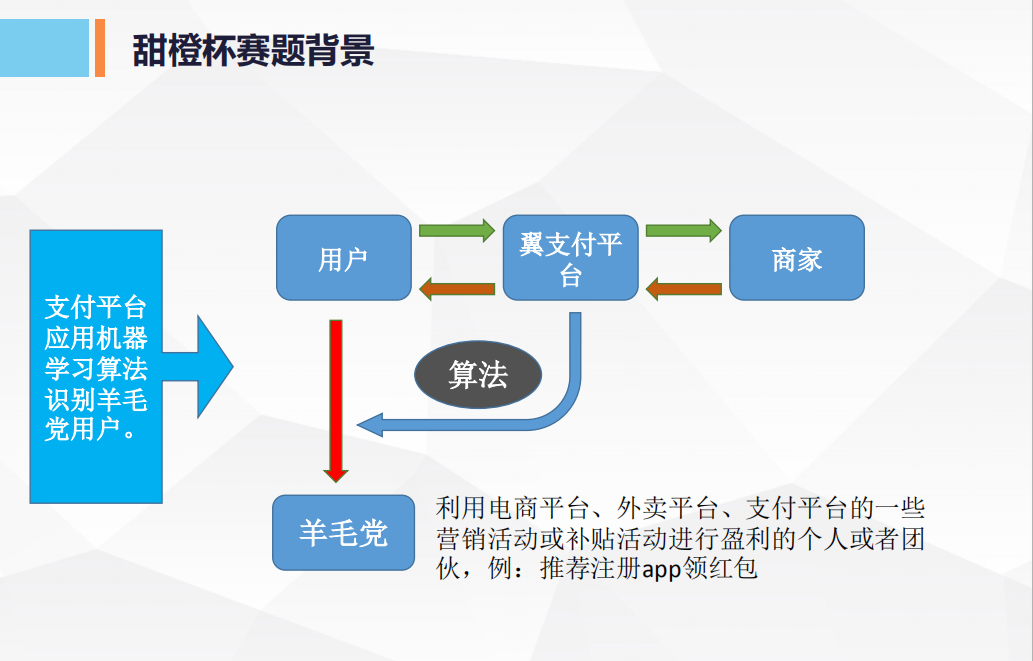 甜橙杯赛题背景
支付平台
应用机器
学习算法
识别羊毛
党用户。
用户
翼支付平
台
商家
算法
羊毛党
利用电商平台、外卖平台、支付平台的一些
营销活动或补贴活动进行盈利的个人或者团
伙，例：推荐注册app领红包